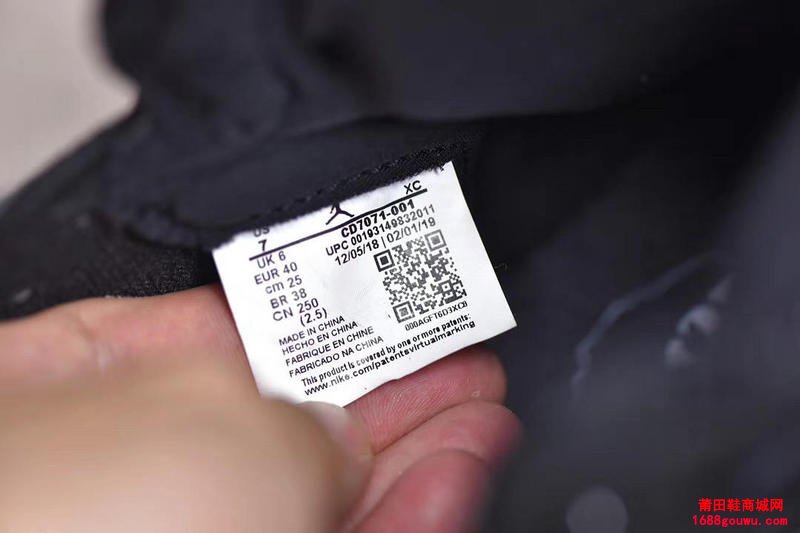 US XC
7 CD7071-001
UK 6 UPC 00193149832011
EUR 40 12/05/18 | 02/01/19
cm 25
BR 38
CN 250
(2.5)
000AGFT6D3XC8
MADE IN CHINA
HECHO EN CHINA
FABRIQUE EN CHINE
FABRICADO NA CHINA
This product is covered by one or more patents:
www.nike.com/patentsvirtualmarking
莆田鞋商城网
1688gouwu.com